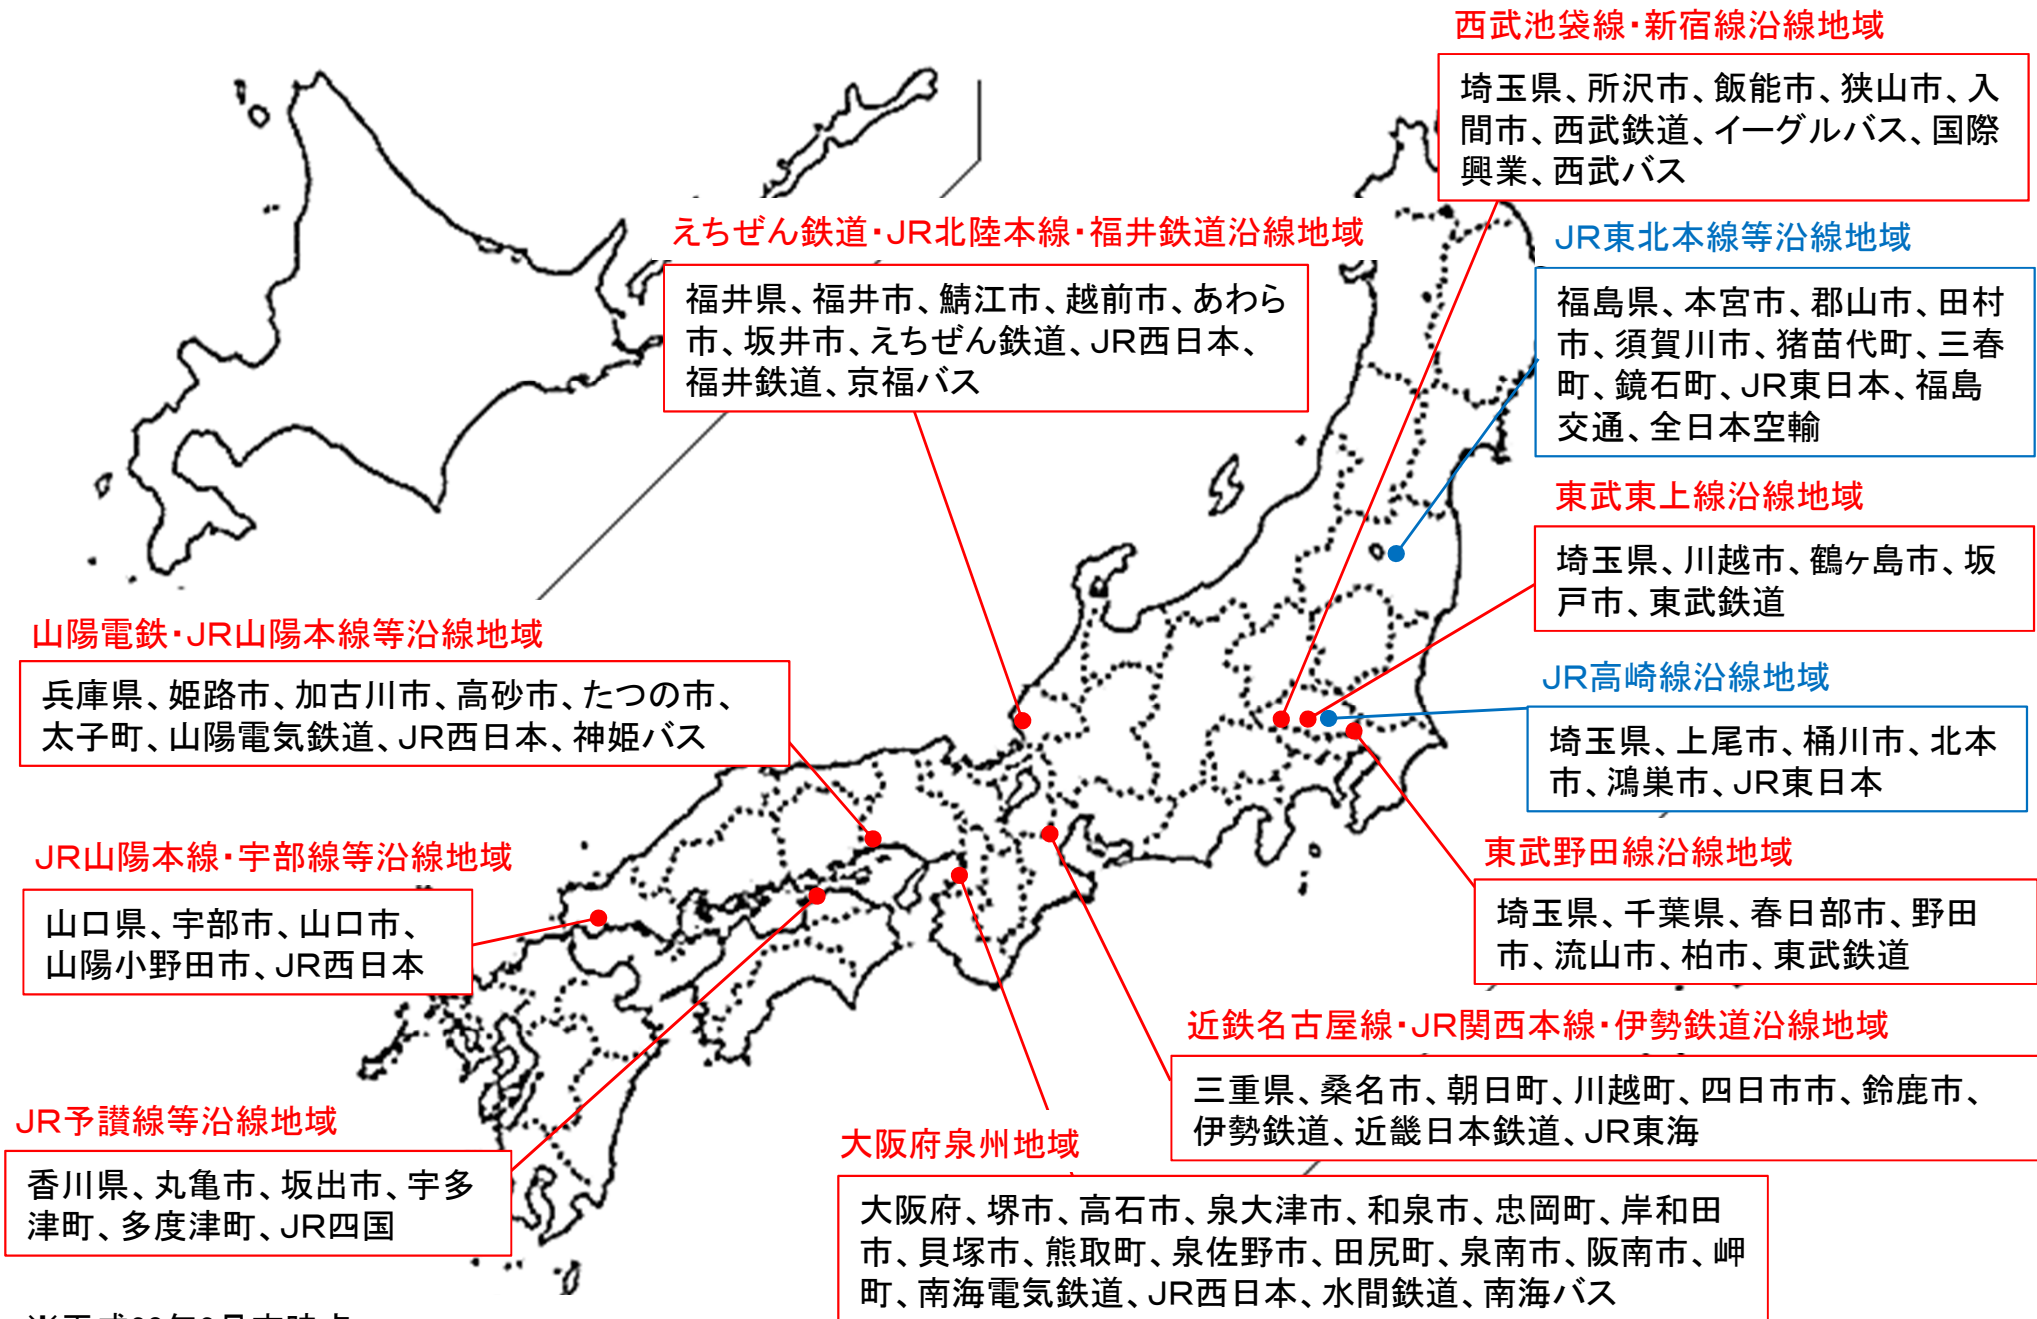 西武池袋線・新宿線沿線地域
埼玉県、所沢市、飯能市、狭山市、入
間市、西武鉄道、イーグルバス、国際
興業、西武バス
えちぜん鉄道・JR北陸本線・福井鉄道沿線地域
福井県、福井市、鯖江市、越前市、あわら
市、坂井市、えちぜん鉄道、JR西日本、
福井鉄道、京福バス
JR東北本線等沿線地域
福島県、本宮市、郡山市、田村
市、須賀川市、猪苗代町、三春
町、鏡石町、JR東日本、福島
交通、全日本空輸
東武東上線沿線地域
埼玉県、川越市、鶴ヶ島市、坂
戸市、東武鉄道
山陽電鉄・JR山陽本線等沿線地域
兵庫県、姫路市、加古川市、高砂市、たつの市、
太子町、山陽電気鉄道、JR西日本、神姫バス
JR高崎線沿線地域
埼玉県、上尾市、桶川市、北本
市、鴻巣市、JR東日本
JR山陽本線・宇部線等沿線地域
山口県、宇部市、山口市、
山陽小野田市、JR西日本
東武野田線沿線地域
埼玉県、千葉県、春日部市、野田
市、流山市、柏市、東武鉄道
近鉄名古屋線・JR関西本線・伊勢鉄道沿線地域
三重県、桑名市、朝日町、川越町、四日市市、鈴鹿市、
伊勢鉄道、近畿日本鉄道、JR東海
JR予讃線等沿線地域
香川県、丸亀市、坂出市、宇多
津町、多度津町、JR四国
大阪府泉州地域
大阪府、堺市、高石市、泉大津市、和泉市、忠岡町、岸和田
市、貝塚市、熊取町、泉佐野市、田尻町、泉南市、阪南市、岬
町、南海電気鉄道、JR西日本、水間鉄道、南海バス